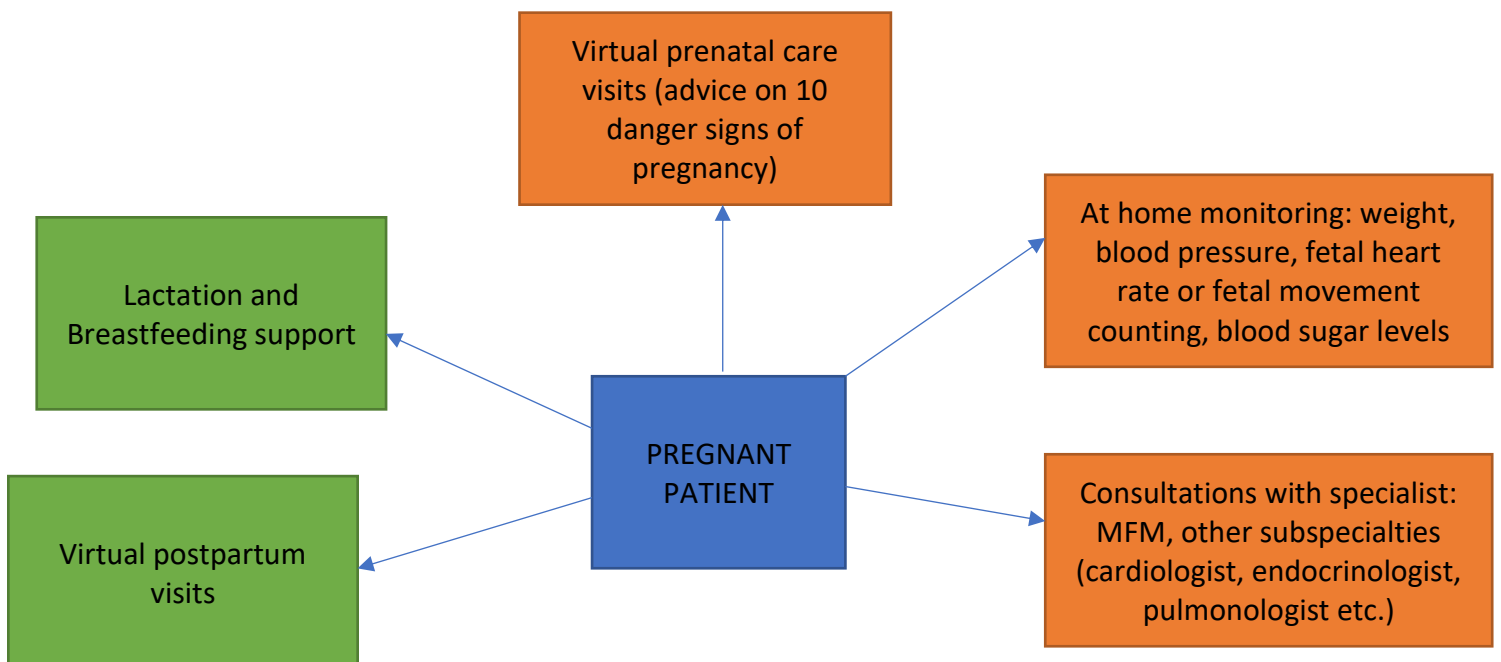 Virtual prenatal care
visits (advice on 10
danger signs of
pregnancy)
At home monitoring: weight,
blood pressure, fetal heart
rate or fetal movement
counting, blood sugar levels
Lactation and
Breastfeeding support
PREGNANT
PATIENT
Consultations with specialist:
MFM, other subspecialties
(cardiologist, endocrinologist,
pulmonologist etc.)
Virtual postpartum
visits